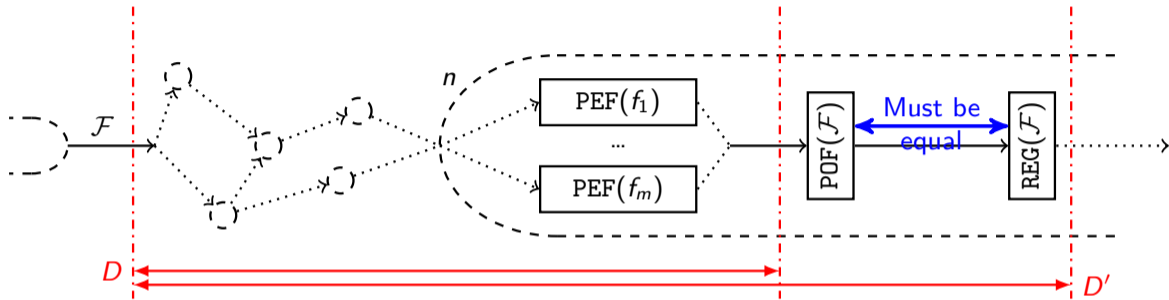 n
PEF(f₁)
ℱ
...
PEF(fₘ)
POF(ℱ)
Must be
equal
REG(ℱ)
D
D′